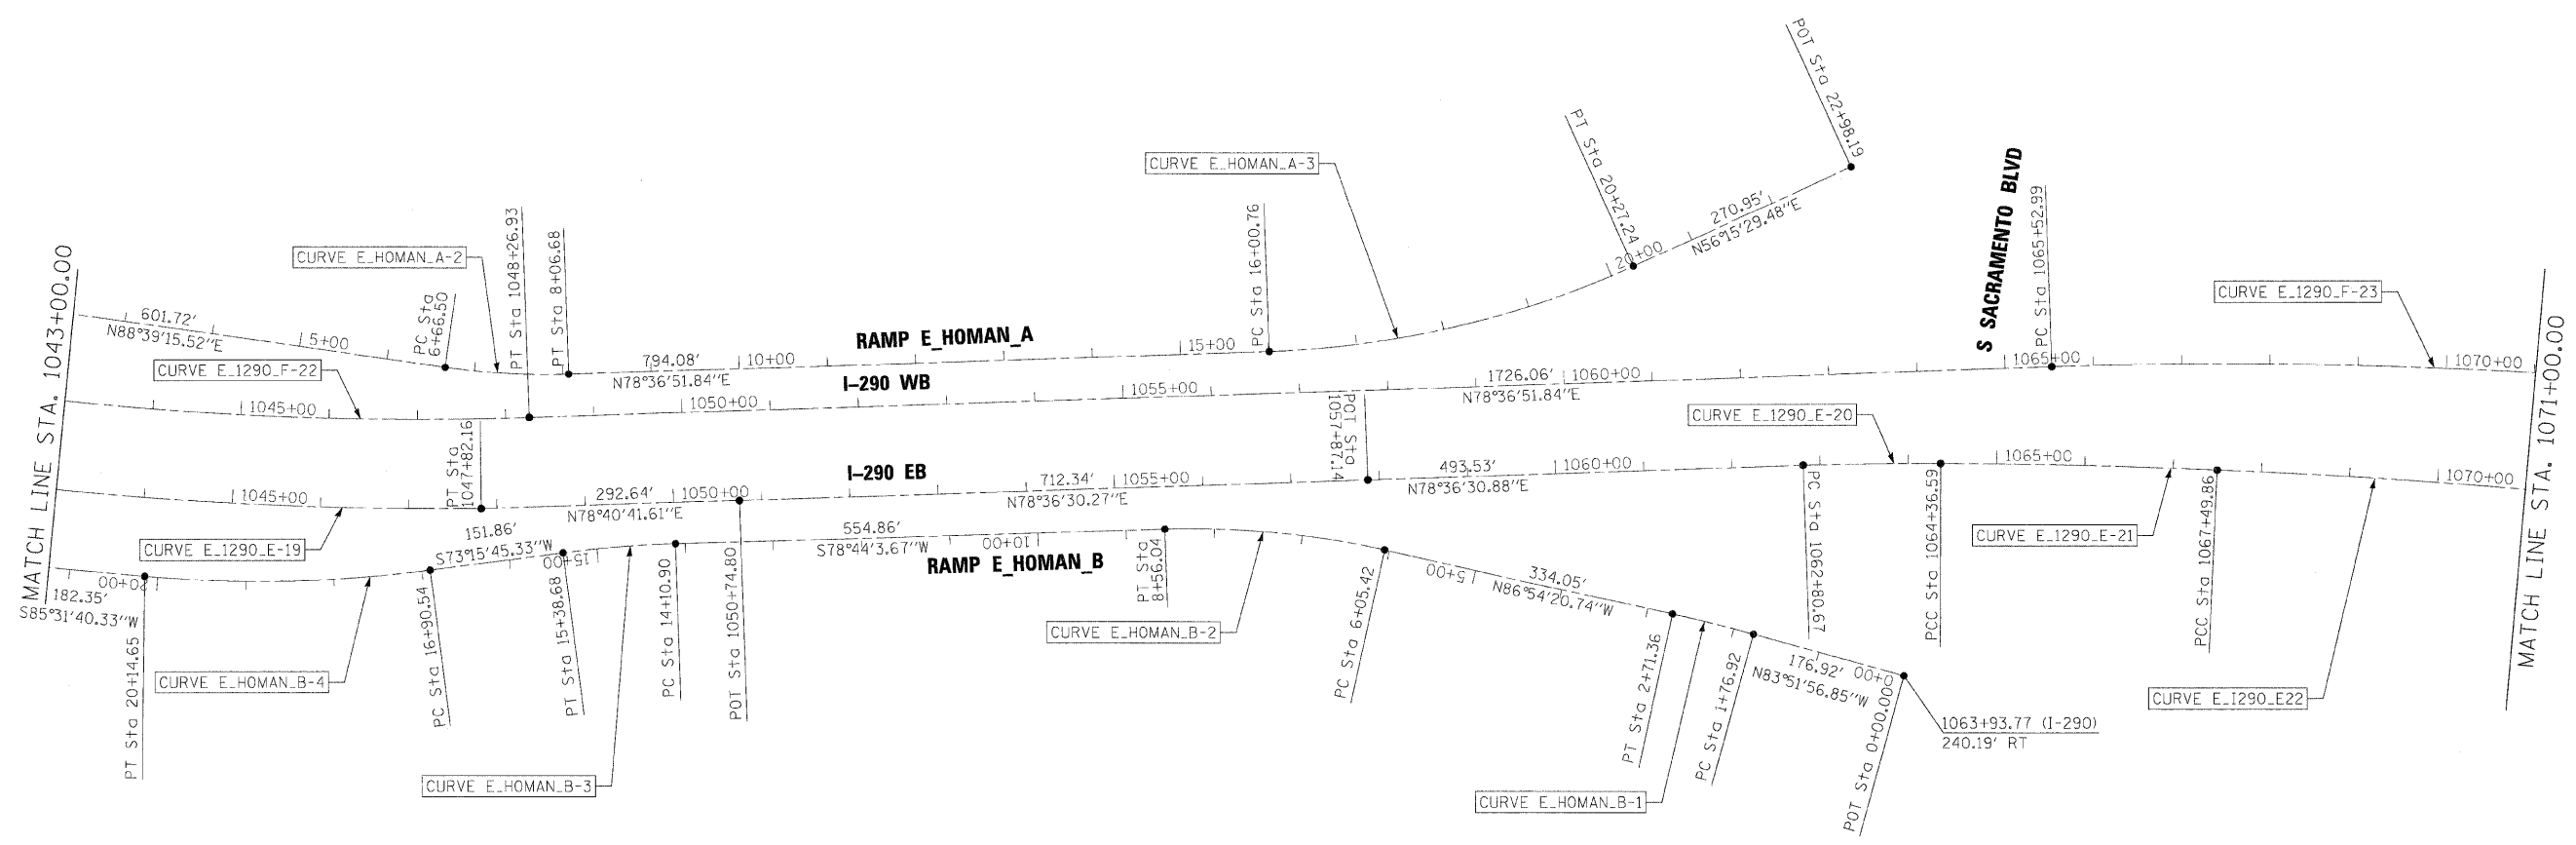 MATCH LINE STA. 1043+00.00
601.72'
N88°39'15.52"E
5+00
CURVE E_HOMAN_A-2
PC Sta
6+66.50
PT Sta 1048+26.93
PT Sta 8+06.68
794.08'
N78°36'51.84"E
10+00
RAMP E_HOMAN_A
15+00
PC Sta 16+00.76
CURVE E_HOMAN_A-3
PT Sta 20+27.24
20+00
270.95'
N56°15'29.48"E
POT Sta 22+98.19
S SACRAMENTO BLVD
PC Sta 1065+52.99
CURVE E_1290_F-23
CURVE E_1290_F-22
1045+00
1050+00
I-290 WB
1055+00
1726.06'
N78°36'51.84"E
1060+00
1065+00
1070+00
MATCH LINE STA. 1071+00.00
1045+00
CURVE E_1290_E-19
PT Sta
1047+82.16
292.64'
N78°40'41.61"E
1050+00
POT Sta 1050+74.80
I-290 EB
712.34'
N78°36'30.27"E
1055+00
POT Sta
1057+87.14
493.53'
N78°36'30.88"E
1060+00
CURVE E_1290_E-20
PC Sta 1062+80.67
PCC Sta 1064+36.59
1065+00
CURVE E_1290_E-21
PCC Sta 1067+49.86
1070+00
CURVE E_I290_E22
20+00
182.35'
S85°31'40.33"W
PT Sta 20+14.65
CURVE E_HOMAN_B-4
PC Sta 16+90.54
151.86'
S73°15'45.33"W
15+00
PT Sta 15+38.68
CURVE E_HOMAN_B-3
PC Sta 14+10.90
554.86'
S78°44'3.67"W
10+00
RAMP E_HOMAN_B
PT Sta
8+56.04
CURVE E_HOMAN_B-2
PC Sta 6+05.42
5+00
334.05'
N86°54'20.74"W
PT Sta 2+71.36
CURVE E_HOMAN_B-1
PC Sta 1+76.92
176.92'
N83°51'56.85"W
0+00
POT Sta 0+00.00
1063+93.77 (I-290)
240.19' RT